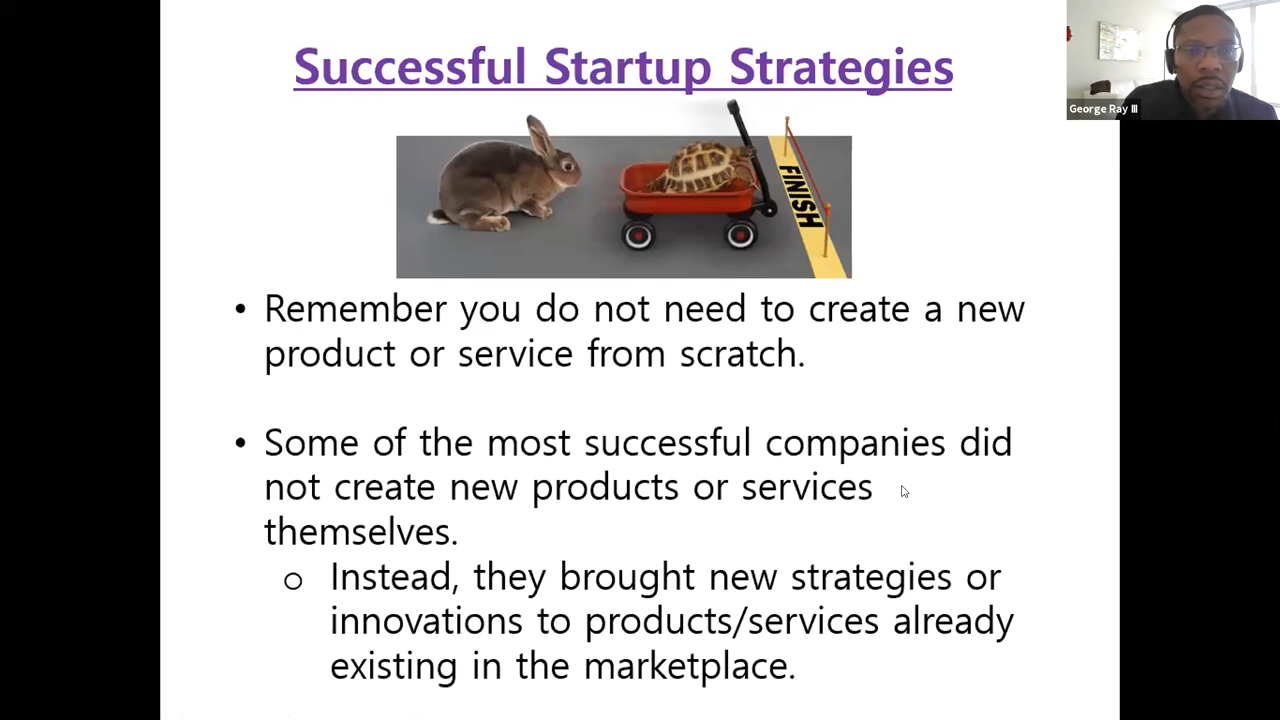 Successful Startup Strategies
George Ray III
FINISH
• Remember you do not need to create a new
product or service from scratch.
• Some of the most successful companies did
not create new products or services
themselves.
o Instead, they brought new strategies or
innovations to products/services already
existing in the marketplace.